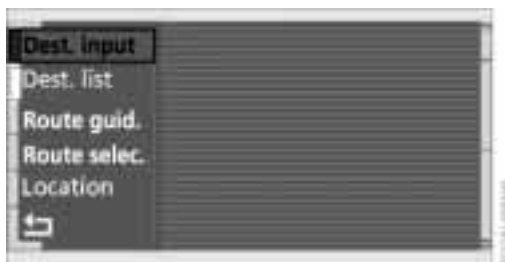 Dest. input
Dest. list
Route guid.
Route selec.
Location